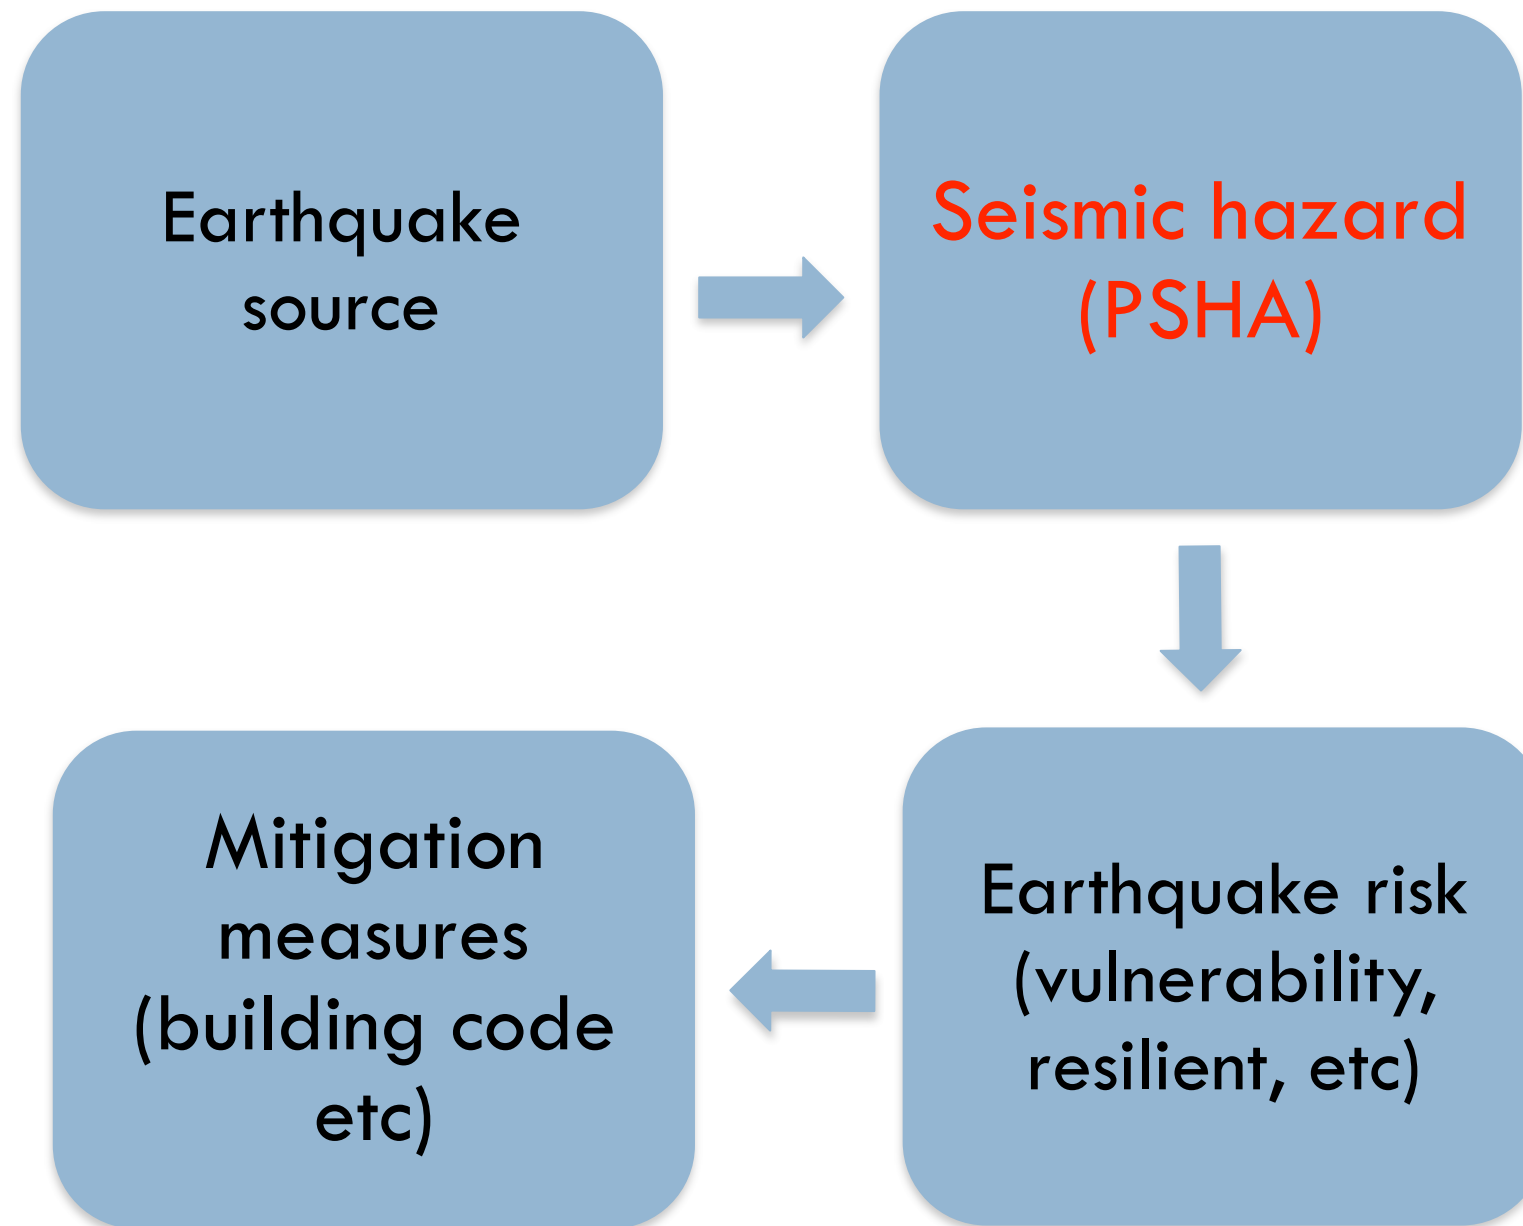 Earthquake
source
Seismic hazard
(PSHA)
Earthquake risk
(vulnerability,
resilient, etc)
Mitigation
measures
(building code
etc)